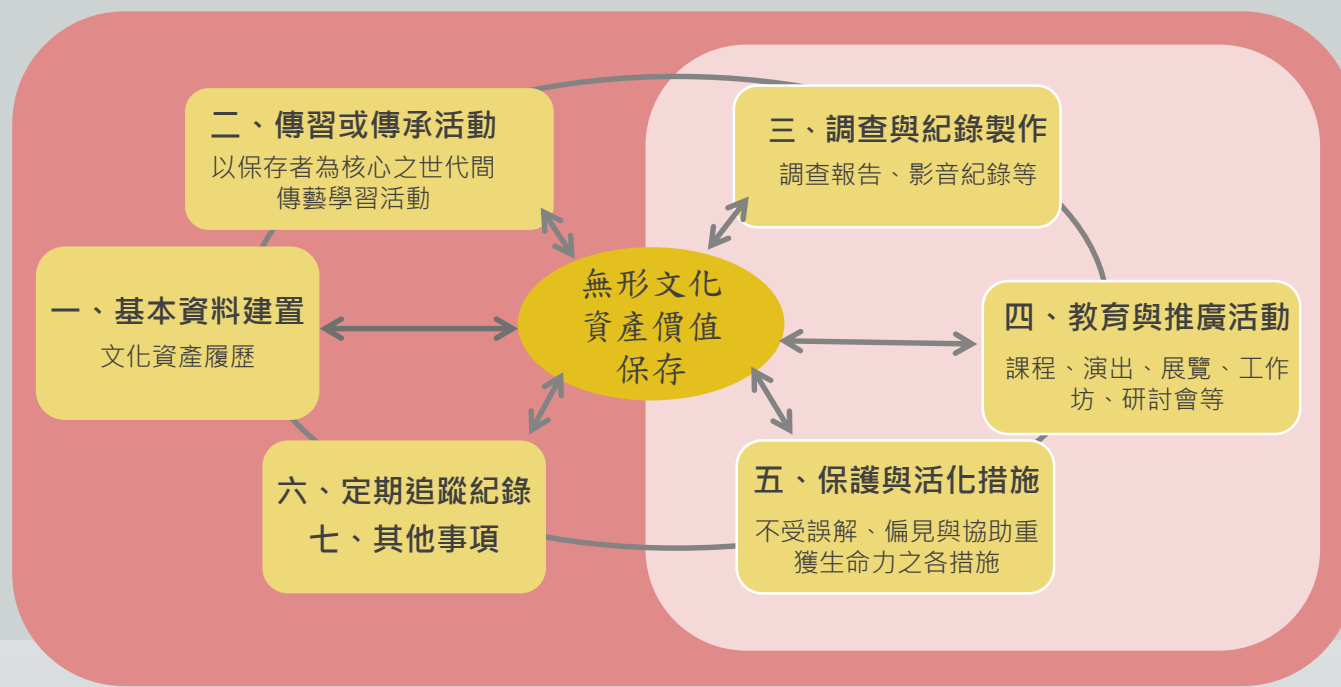 二、傳習或傳承活動
以保存者為核心之世代間
傳藝學習活動
三、調查與紀錄製作
調查報告、影音紀錄等
一、基本資料建置
文化資產履歷
無形文化
資產價值
保存
四、教育與推廣活動
課程、演出、展覽、工作
坊、研討會等
六、定期追蹤紀錄
七、其他事項
五、保護與活化措施
不受誤解、偏見與協助重
獲生命力之各措施